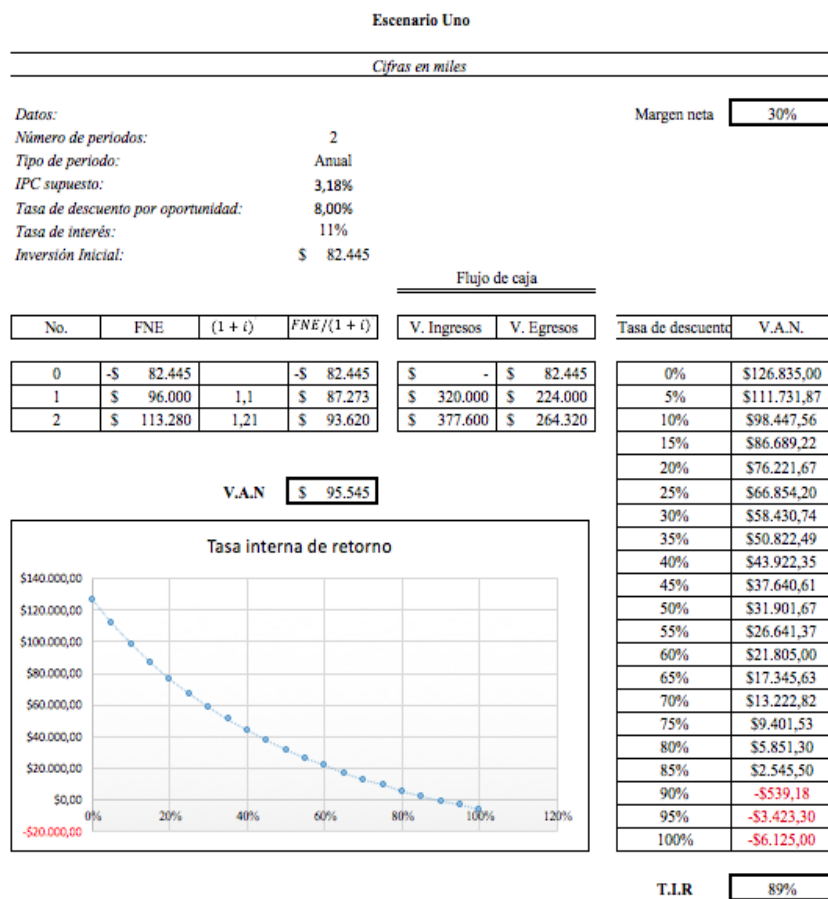 Escenario Uno
Cifras en miles
Datos: Margen neta 30%
Número de periodos: 2
Tipo de periodo: Anual
IPC supuesto: 3,18%
Tasa de descuento por oportunidad: 8,00%
Tasa de interés: 11%
Inversión Inicial: $ 82.445
Flujo de caja
No. FNE (1 + i) FNE/(1 + i) V. Ingresos V. Egresos Tasa de descuento V.A.N.
0 -$ 82.445 -$ 82.445 $ - $ 82.445 0% $126.835,00
1 $ 96.000 1,1 $ 87.273 $ 320.000 $ 224.000 5% $111.731,87
2 $ 113.280 1,21 $ 93.620 $ 377.600 $ 264.320 10% $98.447,56
15% $86.689,22
20% $76.221,67
V.A.N $ 95.545 25% $66.854,20
30% $58.430,74
35% $50.822,49
40% $43.922,35
45% $37.640,61
50% $31.901,67
55% $26.641,37
60% $21.805,00
65% $17.345,63
70% $13.222,82
75% $9.401,53
80% $5.851,30
85% $2.545,50
90% -$539,18
95% -$3.423,30
100% -$6.125,00
Tasa interna de retorno
$140.000,00
$120.000,00
$100.000,00
$80.000,00
$60.000,00
$40.000,00
$20.000,00
$0,00
-$20.000,00
0% 20% 40% 60% 80% 100% 120%
T.I.R 89%